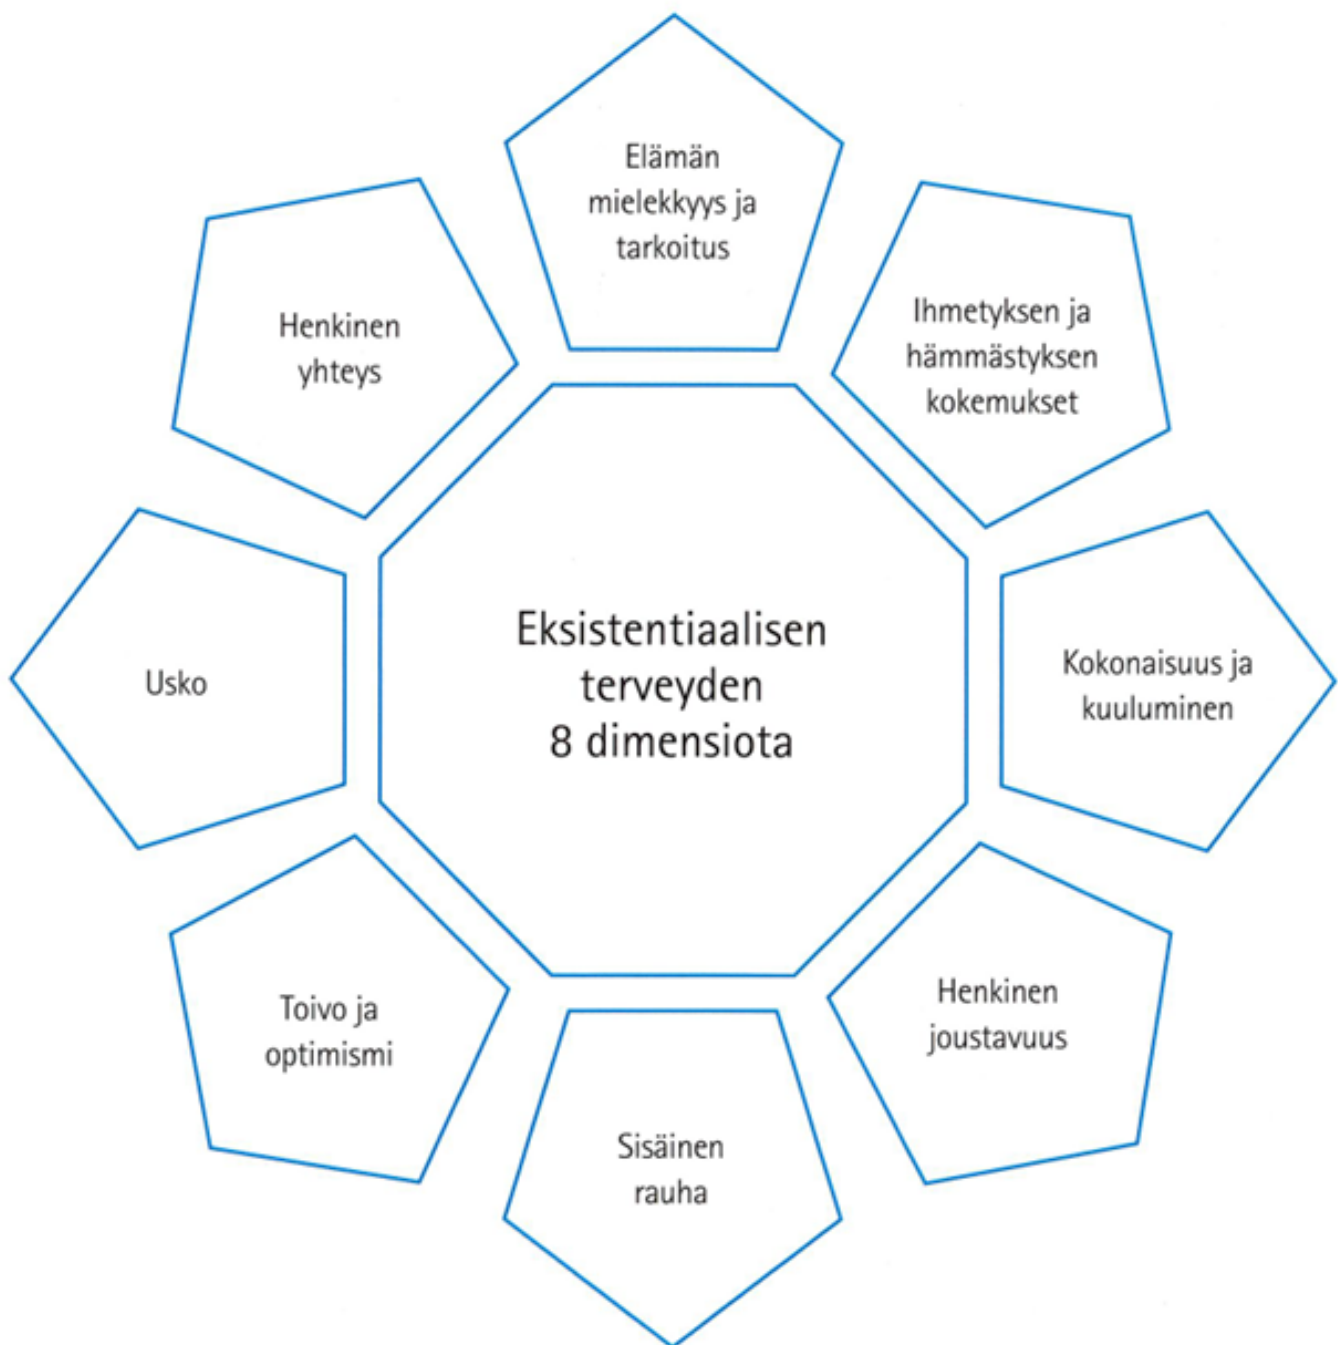 Elämän
mielekkyys ja
tarkoitus
Ihmetyksen ja
hämmästyksen
kokemukset
Kokonaisuus ja
kuuluminen
Henkinen
joustavuus
Sisäinen
rauha
Toivo ja
optimismi
Usko
Henkinen
yhteys
Eksistentiaalisen
terveyden
8 dimensiota